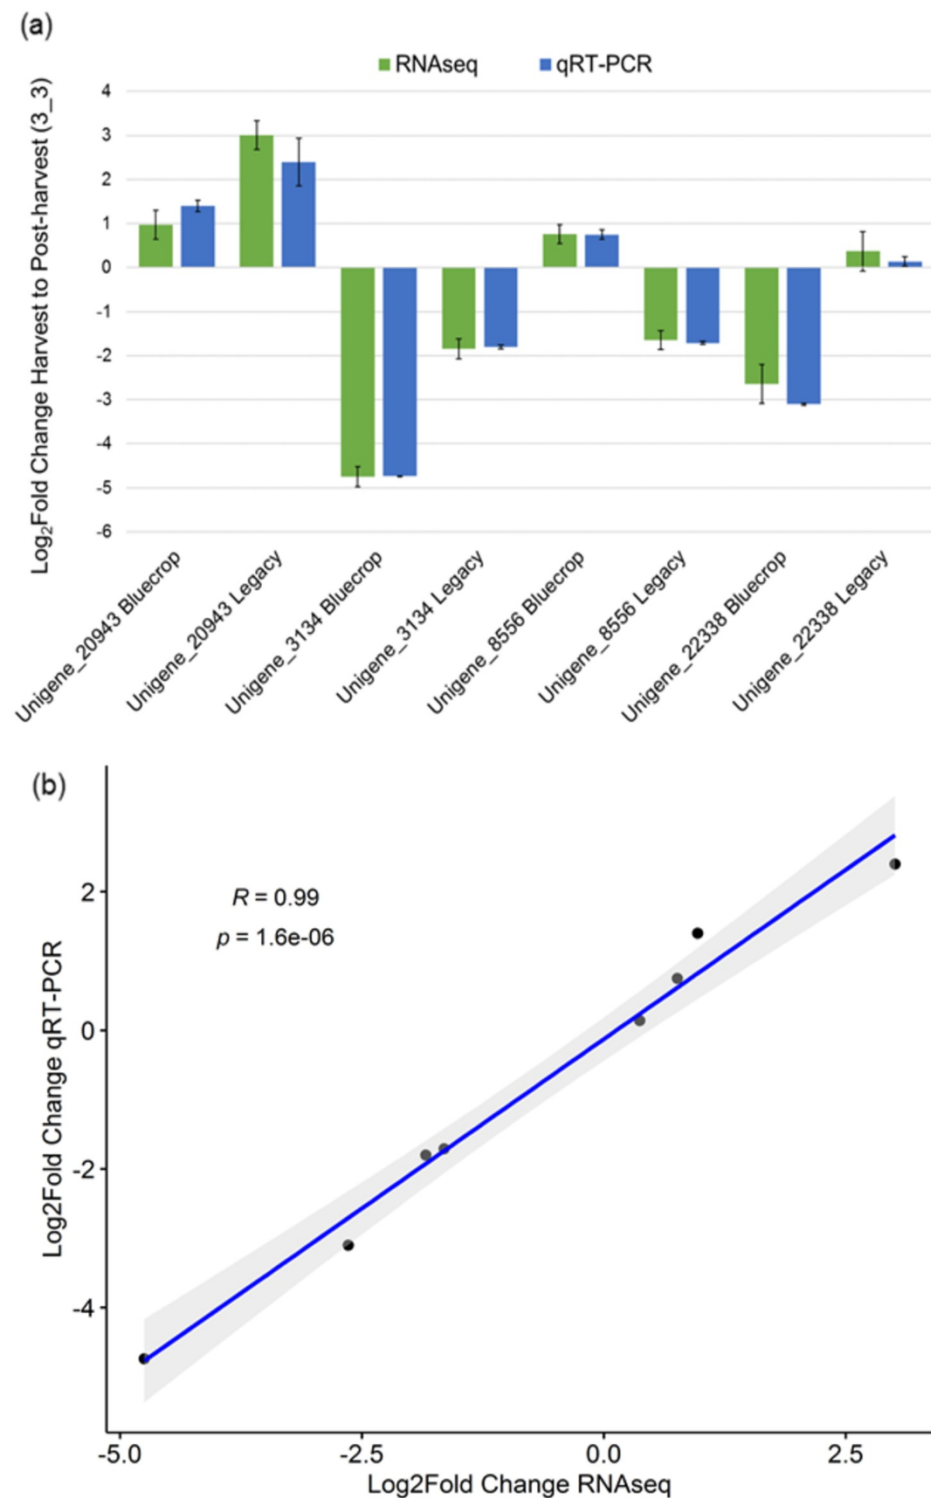 (a)
RNAseq qRT-PCR
Log₂Fold Change Harvest to Post-harvest (3_3)
4
3
2
1
0
-1
-2
-3
-4
-5
-6
Unigene_20943 Bluecrop
Unigene_20943 Legacy
Unigene_3134 Bluecrop
Unigene_3134 Legacy
Unigene_8556 Bluecrop
Unigene_8556 Legacy
Unigene_22338 Bluecrop
Unigene_22338 Legacy
(b)
R = 0.99
p = 1.6e-06
Log2Fold Change qRT-PCR
2
0
-2
-4
-5.0 -2.5 0.0 2.5
Log2Fold Change RNAseq